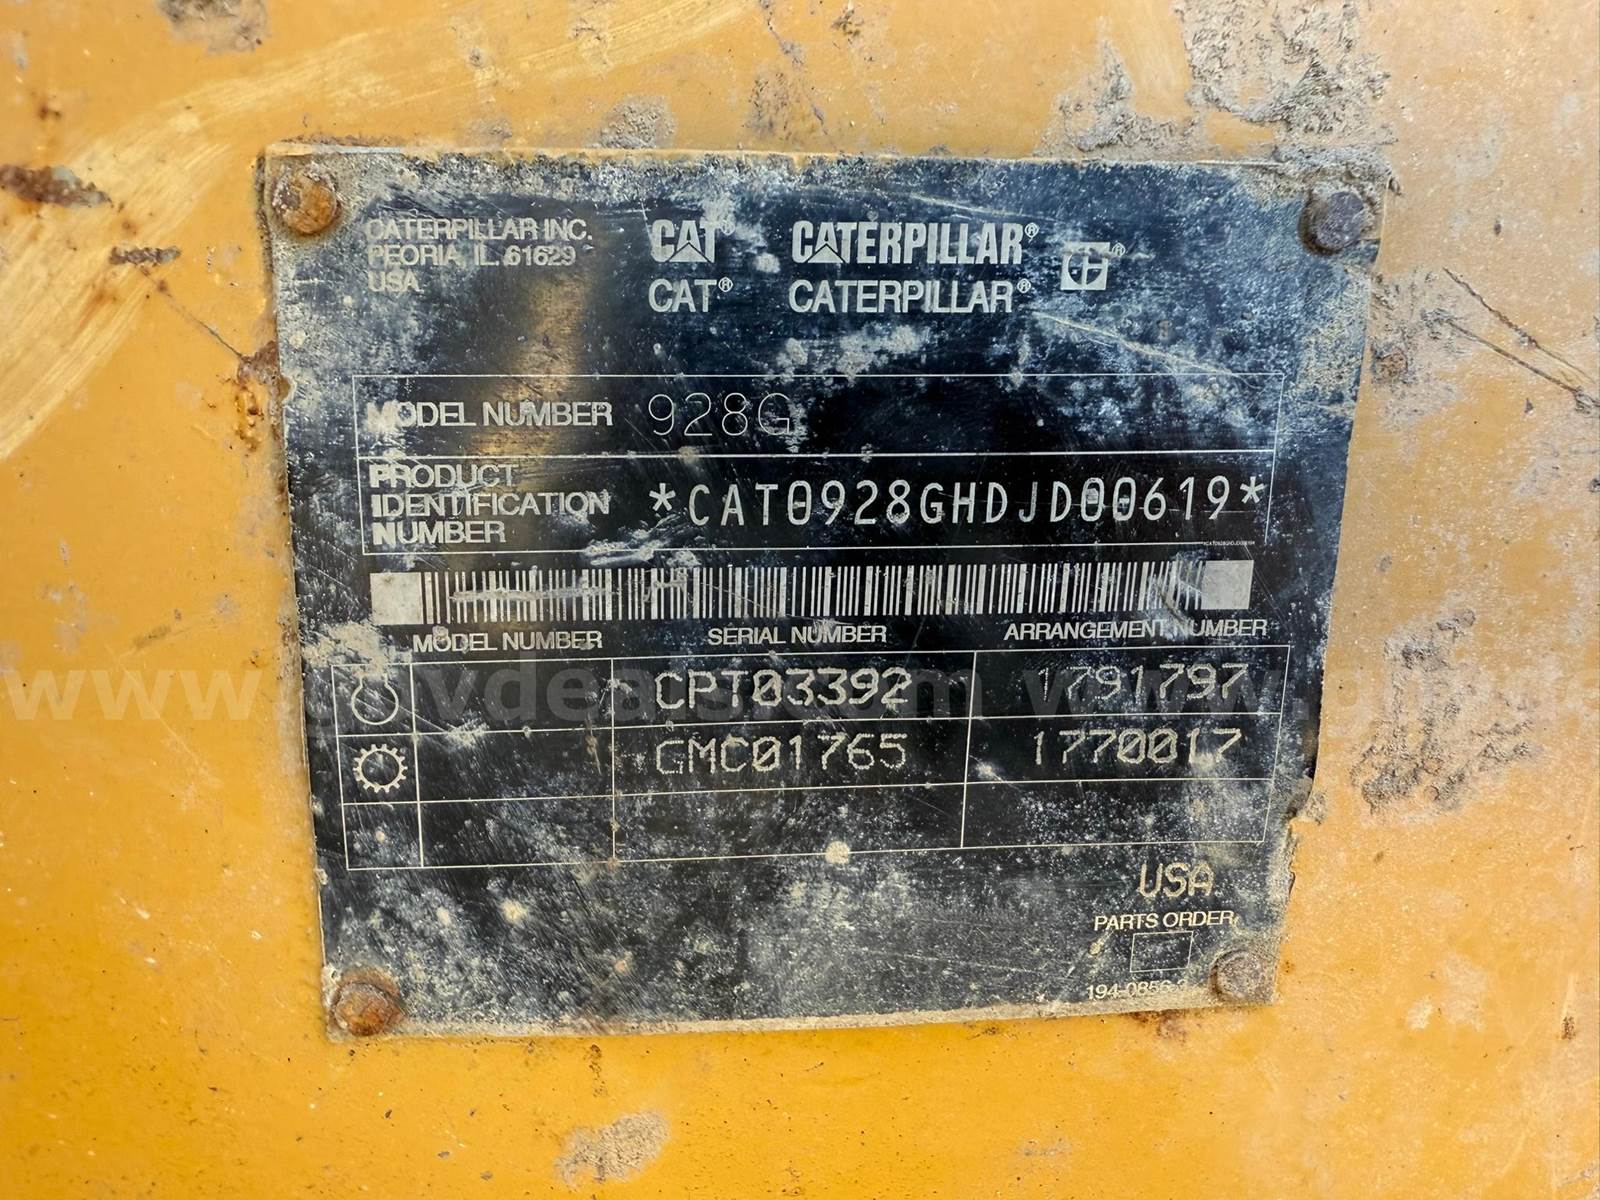 CATERPILLAR INC.
PEORIA, IL. 61629
USA
CAT® CATERPILLAR® ®
CAT® CATERPILLAR®
MODEL NUMBER 928G
PRODUCT
IDENTIFICATION
NUMBER
*CAT0928GHDJD00619*
MODEL NUMBER SERIAL NUMBER ARRANGEMENT NUMBER
CPT03392 1791797
GMC01765 1770017
USA
PARTS ORDER